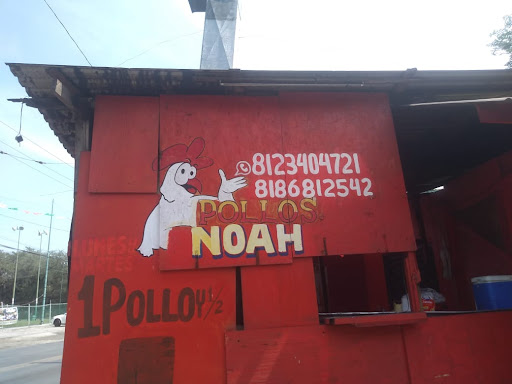 8123404721
8186812542
POLLOS
NOAH
1 POLLO Y 1/2